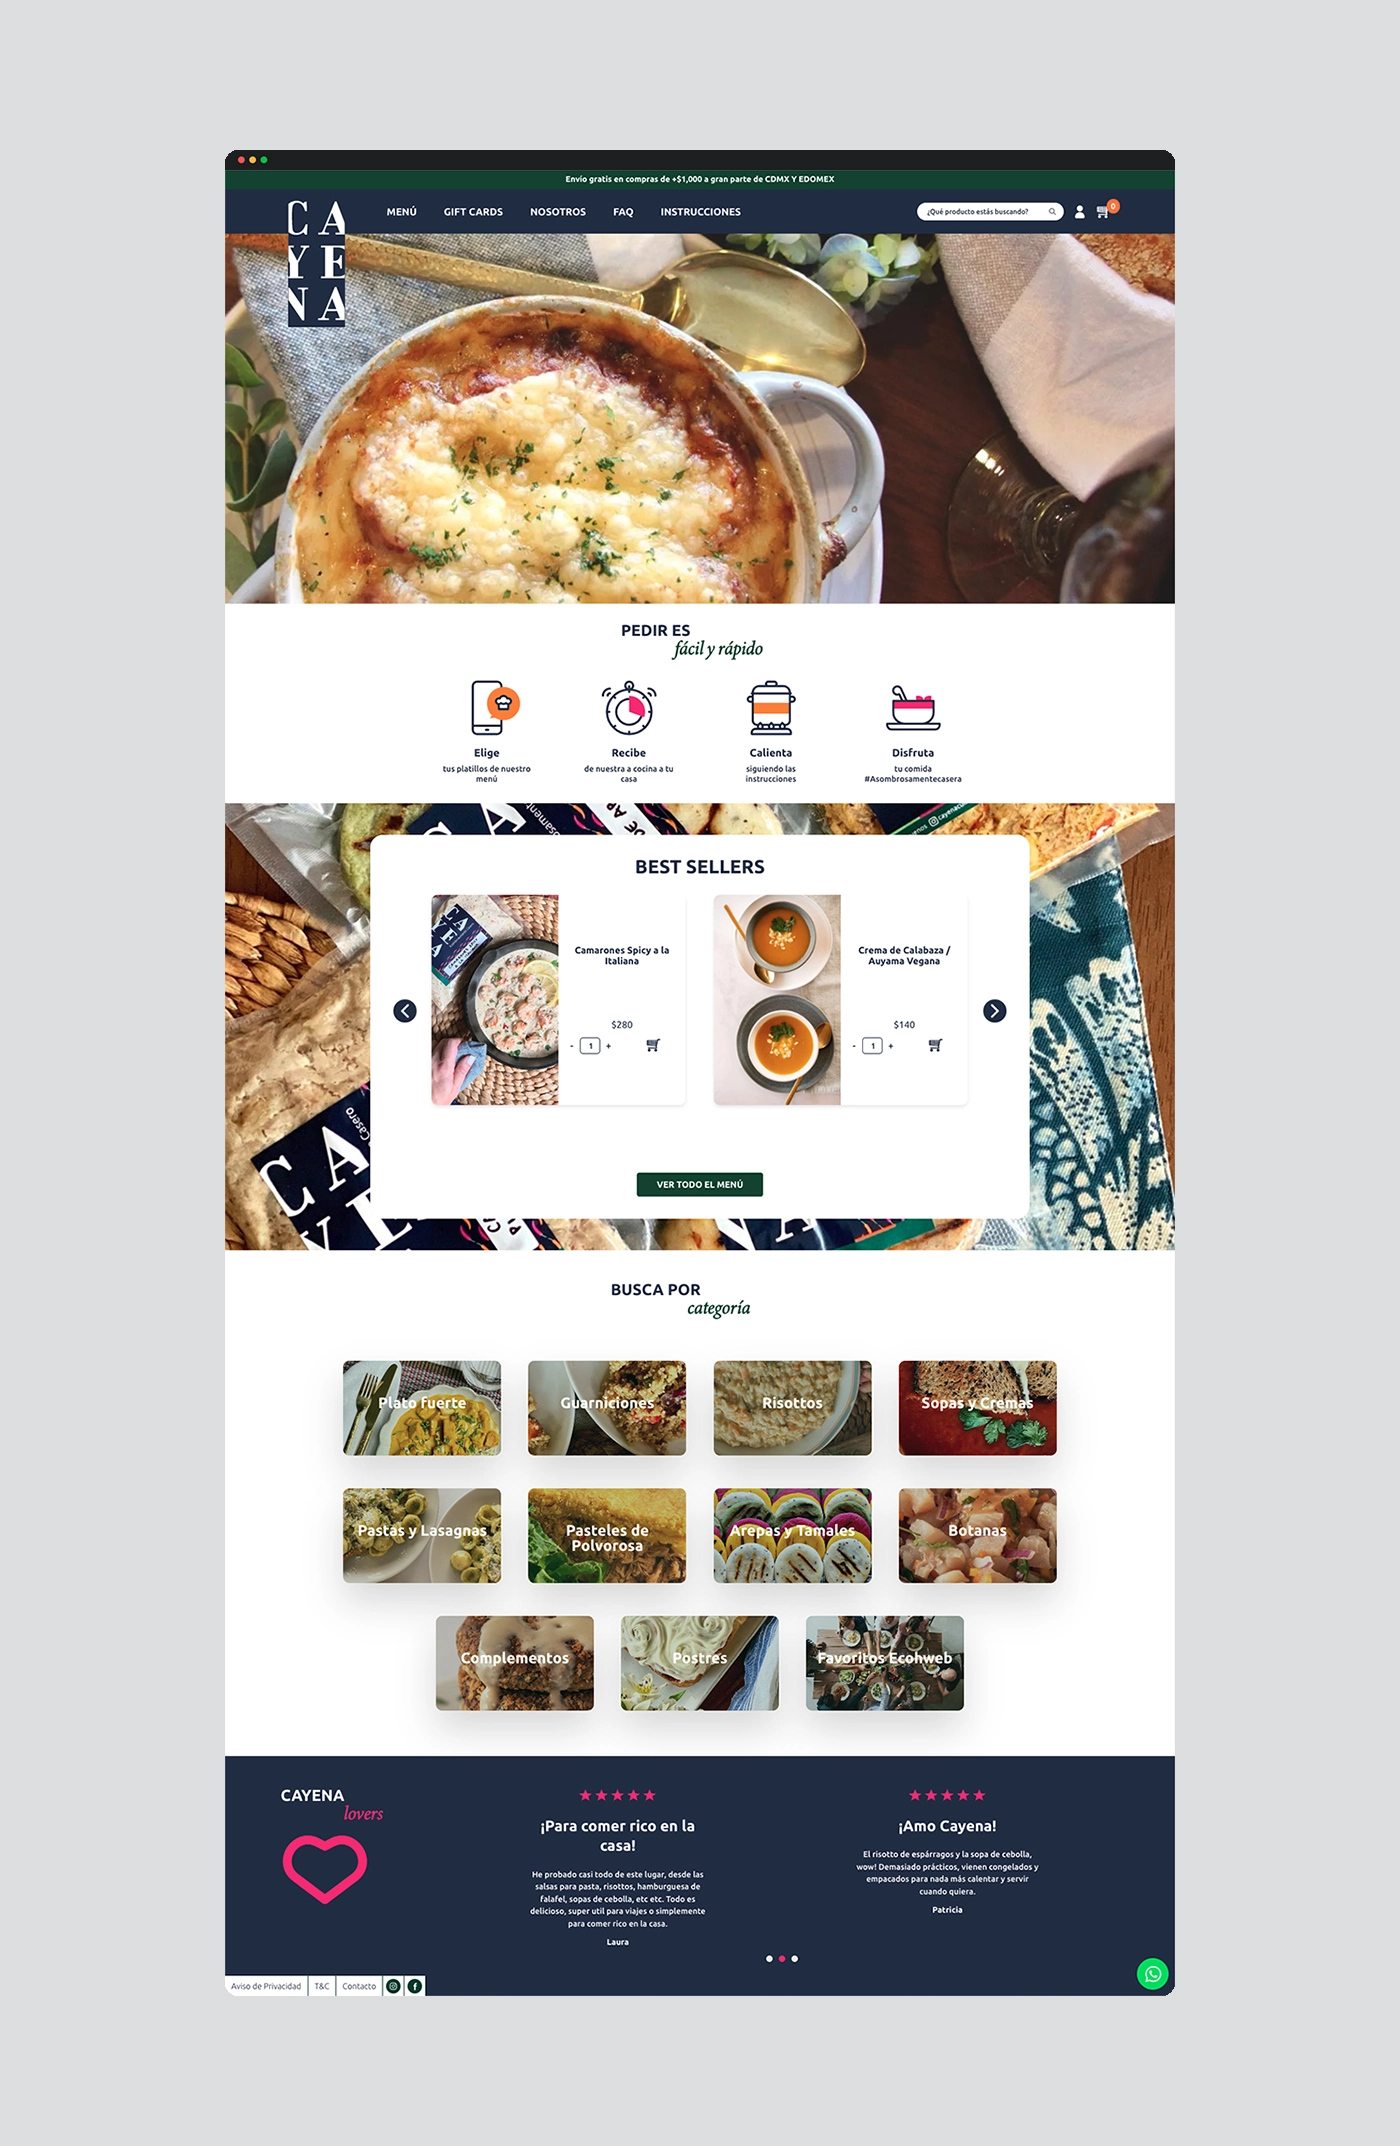 Envío gratis en compras de +$1,000 a gran parte de CDMX Y EDOMEX
CAYENA
MENÚ
GIFT CARDS
NOSOTROS
FAQ
INSTRUCCIONES
¿Qué producto estás buscando?
0
PEDIR ES
fácil y rápido
Elige
tus platillos de nuestro
menú
Recibe
de nuestra a cocina a tu
casa
Calienta
siguiendo las
instrucciones
Disfruta
tu comida
#Asombrosamentecasera
BEST SELLERS
Camarones Spicy a la
Italiana
$280
- 1 +
Crema de Calabaza /
Auyama Vegana
$140
- 1 +
VER TODO EL MENÚ
BUSCA POR
categoría
Plato fuerte
Guarniciones
Risottos
Sopas y Cremas
Pastas y Lasagnas
Pasteles de
Polvorosa
Arepas y Tamales
Botanas
Complementos
Postres
Favoritos Ecohweb
CAYENA
lovers
¡Para comer rico en la
casa!
He probado casi todo de este lugar, desde las
salsas para pasta, risottos, hamburguesa de
falafel, sopas de cebolla, etc etc. Todo es
delicioso, super util para viajes o simplemente
para comer rico en la casa.
Laura
¡Amo Cayena!
El risotto de espárragos y la sopa de cebolla,
wow! Demasiado prácticos, vienen congelados y
empacados para nada más calentar y servir
cuando quiera.
Patricia
Aviso de Privacidad
T&C
Contacto